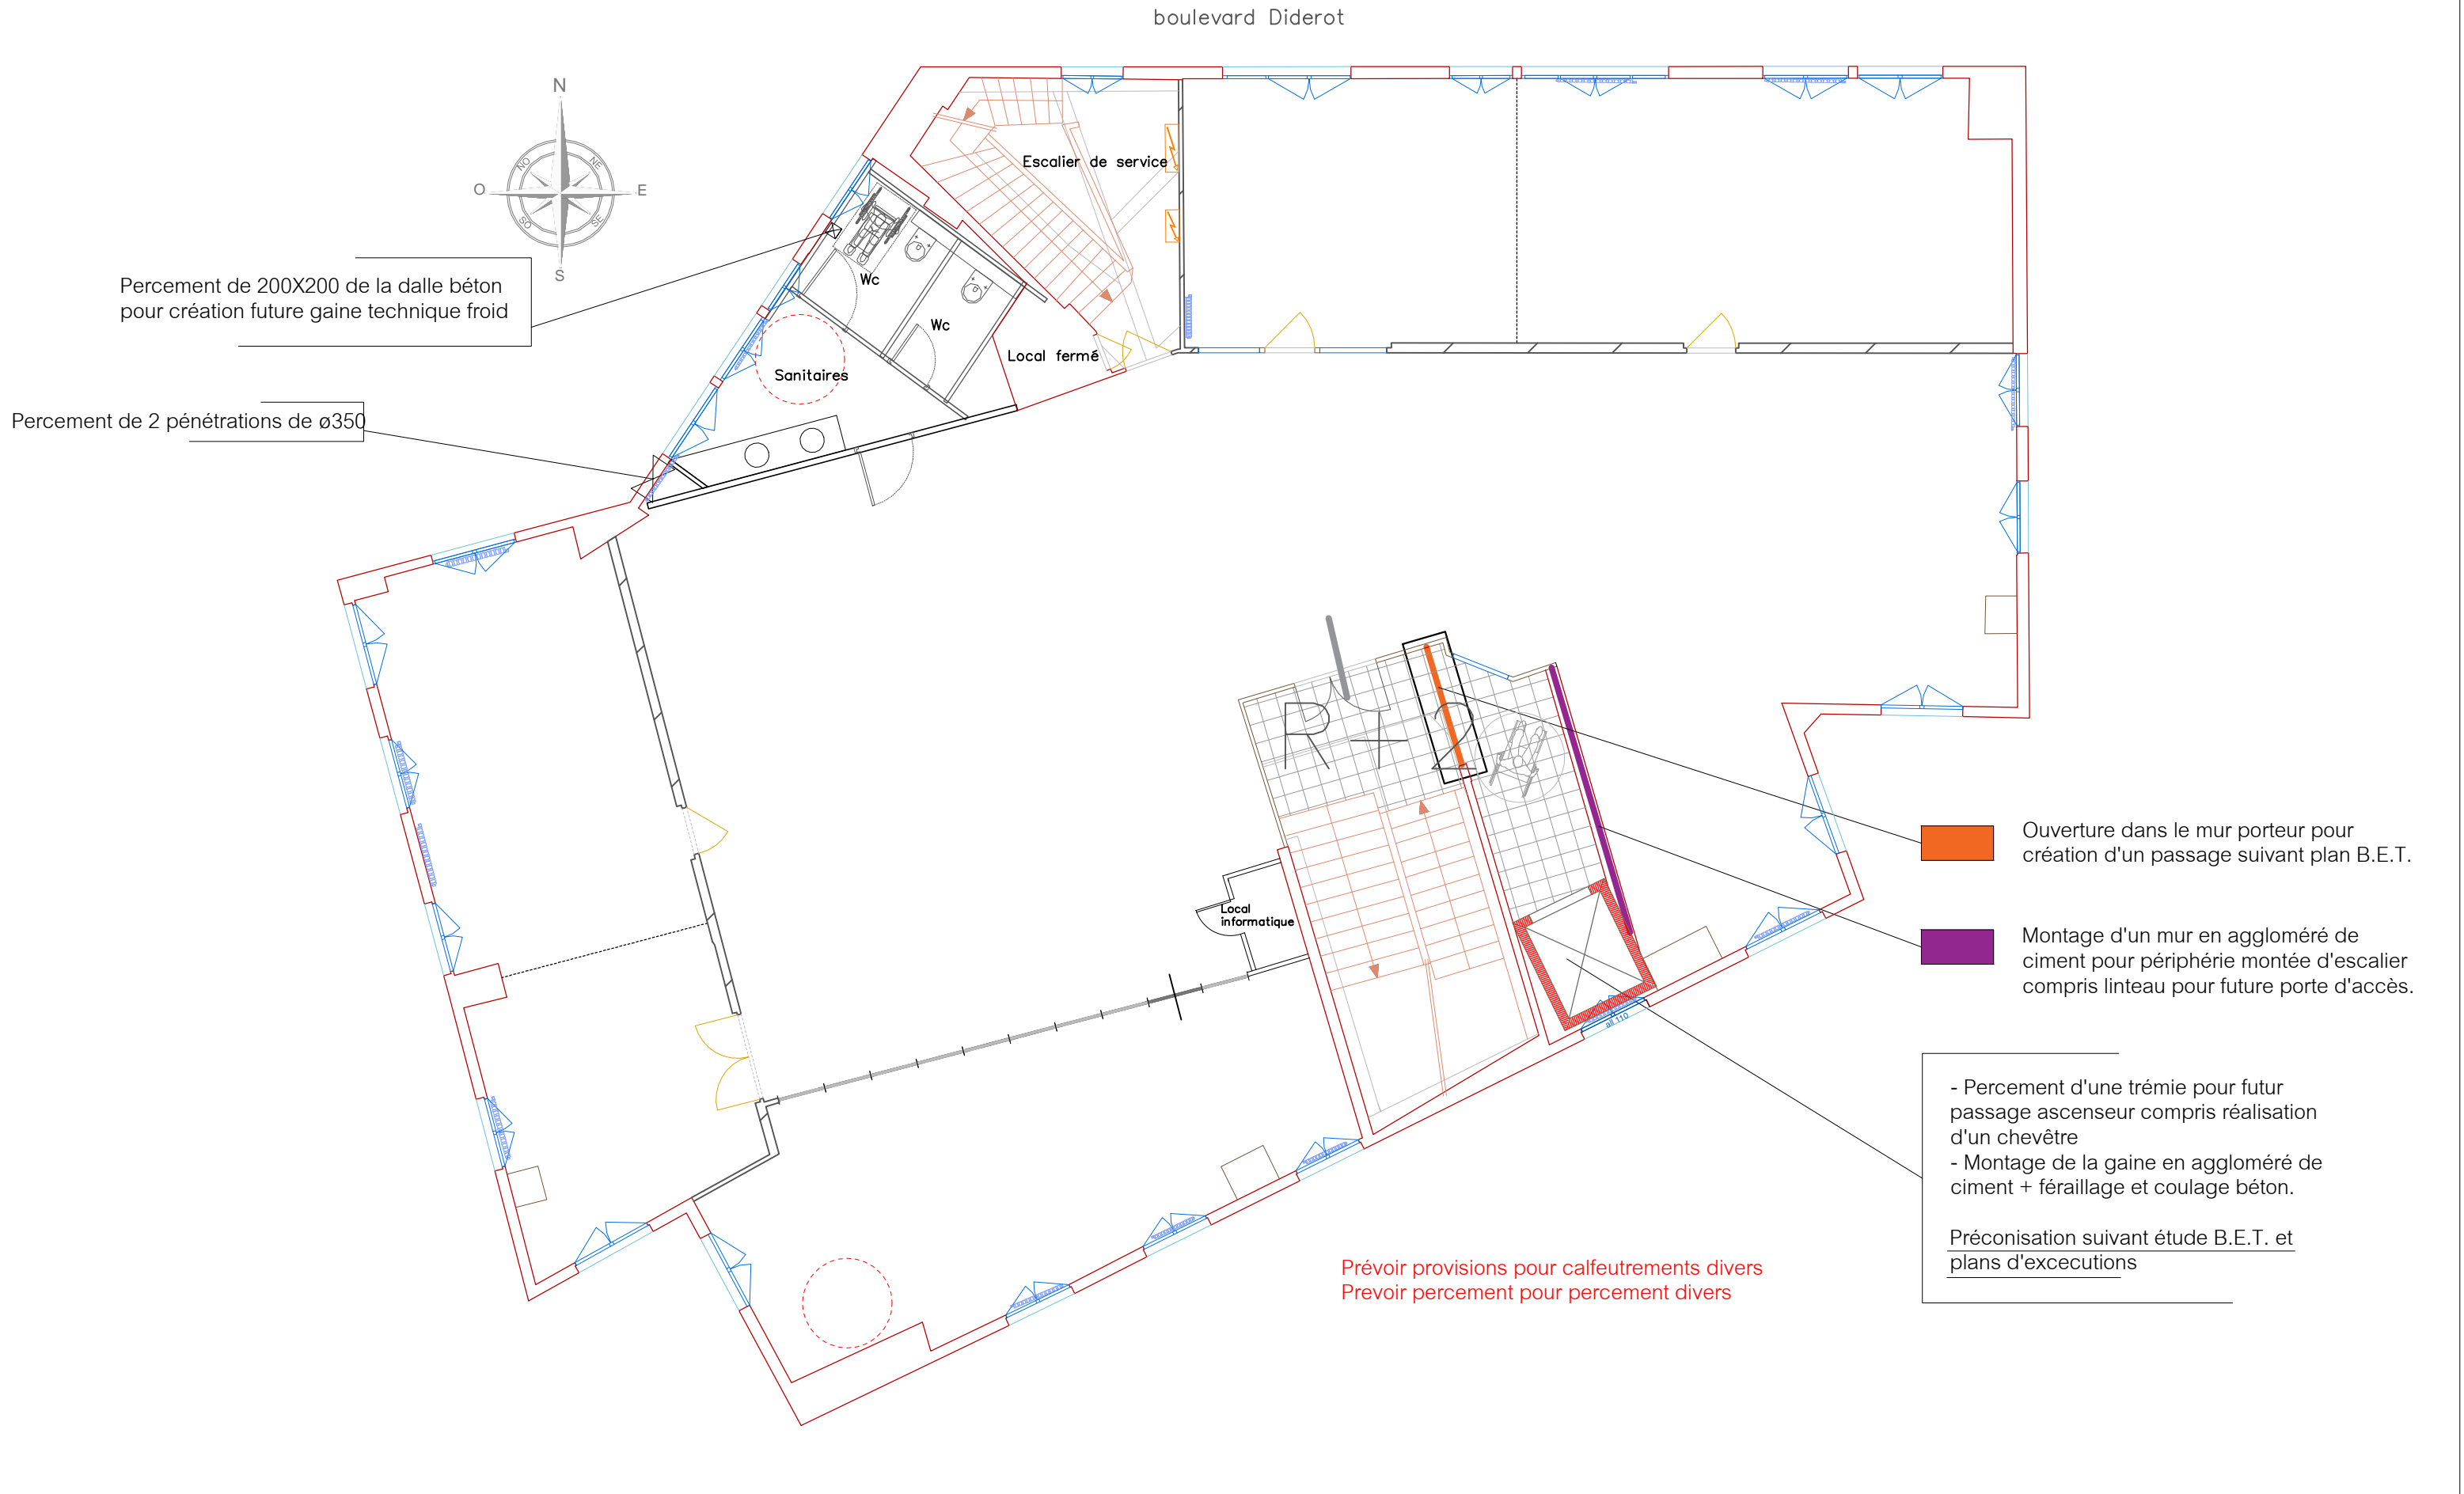 boulevard Diderot
N
NO
NE
O
E
SO
SE
S
Escalier de service
Percement de 200X200 de la dalle béton
pour création future gaine technique froid
Wc
Wc
Local fermé
Sanitaires
Percement de 2 pénétrations de ø350
R+2
Ouverture dans le mur porteur pour
création d'un passage suivant plan B.E.T.
Local
informatique
Montage d'un mur en aggloméré de
ciment pour périphérie montée d'escalier
compris linteau pour future porte d'accès.
all 110
- Percement d'une trémie pour futur
passage ascenseur compris réalisation
d'un chevêtre
- Montage de la gaine en aggloméré de
ciment + féraillage et coulage béton.
Préconisation suivant étude B.E.T. et
plans d'excecutions
Prévoir provisions pour calfeutrements divers
Prevoir percement pour percement divers